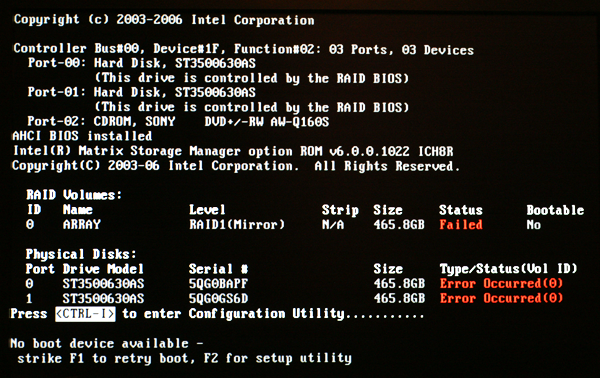 Copyright (c) 2003-2006 Intel Corporation
Controller Bus#00, Device#1F, Function#02: 03 Ports, 03 Devices
Port-00: Hard Disk, ST3500630AS
(This drive is controlled by the RAID BIOS)
Port-01: Hard Disk, ST3500630AS
(This drive is controlled by the RAID BIOS)
Port-02: CDROM, SONY DVD+/-RW AW-Q160S
AHCI BIOS installed
Intel(R) Matrix Storage Manager option ROM v6.0.0.1022 ICH8R
Copyright(C) 2003-06 Intel Corporation. All Rights Reserved.
RAID Volumes:
ID Name Level Strip Size Status Bootable
0 ARRAY RAID1(Mirror) N/A 465.8GB Failed No
Physical Disks:
Port Drive Model Serial # Size Type/Status(Vol ID)
0 ST3500630AS 5QG0BAPF 465.8GB Error Occurred(0)
1 ST3500630AS 5QG0GS6D 465.8GB Error Occurred(0)
Press <CTRL-I> to enter Configuration Utility...........
No boot device available -
strike F1 to retry boot, F2 for setup utility